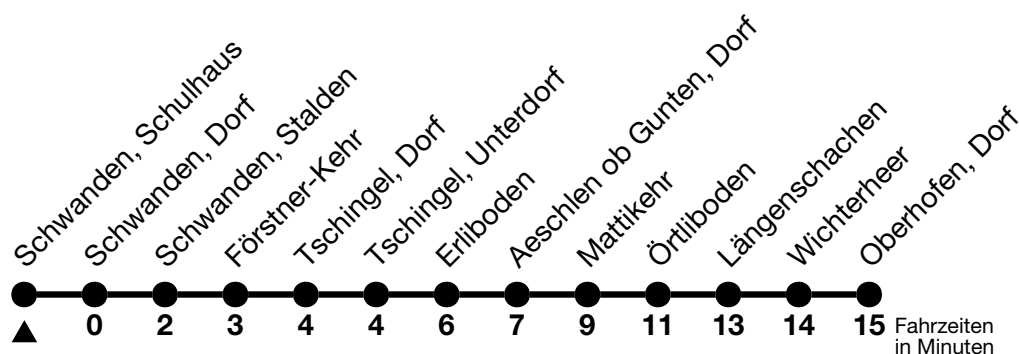 Schwanden, Schulhaus
Schwanden, Dorf
Schwanden, Stalden
Förstner-Kehr
Tschingel, Dorf
Tschingel, Unterdorf
Erliboden
Aeschlen ob Gunten, Dorf
Mattikehr
Örtliboden
Längenschachen
Wichterheer
Oberhofen, Dorf
0 2 3 4 4 6 7 9 11 13 14 15 Fahrzeiten
in Minuten